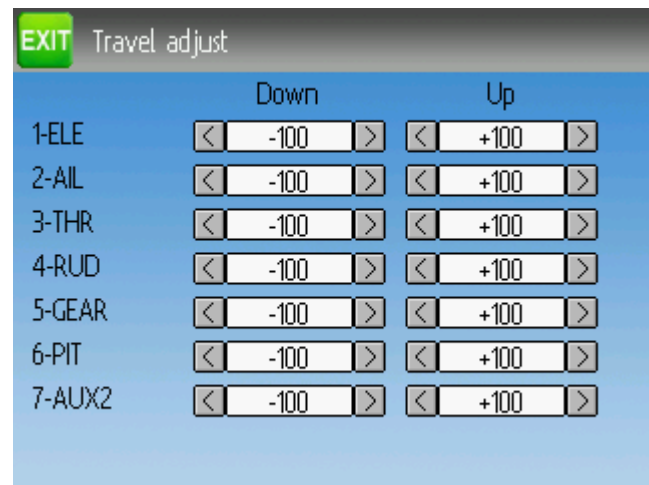 EXIT Travel adjust
Down Up
1-ELE < -100 > < +100 >
2-AIL < -100 > < +100 >
3-THR < -100 > < +100 >
4-RUD < -100 > < +100 >
5-GEAR < -100 > < +100 >
6-PIT < -100 > < +100 >
7-AUX2 < -100 > < +100 >